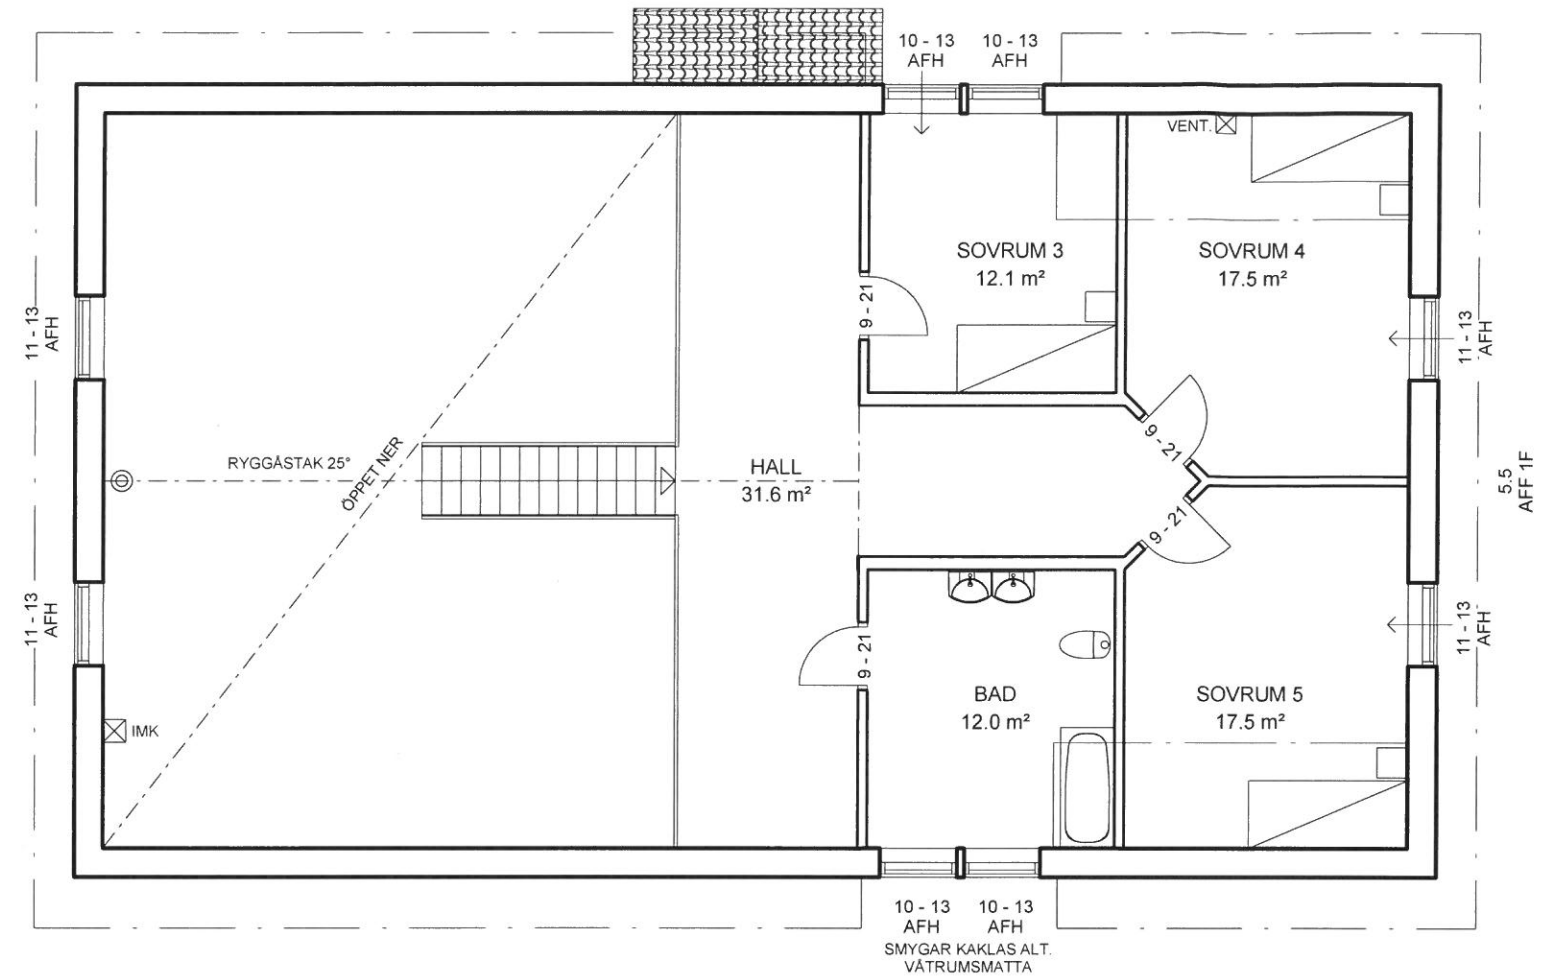 10 - 13
AFH
10 - 13
AFH
VENT.
SOVRUM 3
12.1 m²
SOVRUM 4
17.5 m²
9 - 21
11 - 13
AFH
11 - 13
AFH
9 - 21
RYGGÅSTAK 25°
ÖPPET NER
HALL
31.6 m²
5.5
AFF 1F
9 - 21
11 - 13
AFH
11 - 13
AFH
9 - 21
BAD
12.0 m²
SOVRUM 5
17.5 m²
IMK
10 - 13
AFH
10 - 13
AFH
SMYGAR KAKLAS ALT.
VÅTRUMSMATTA